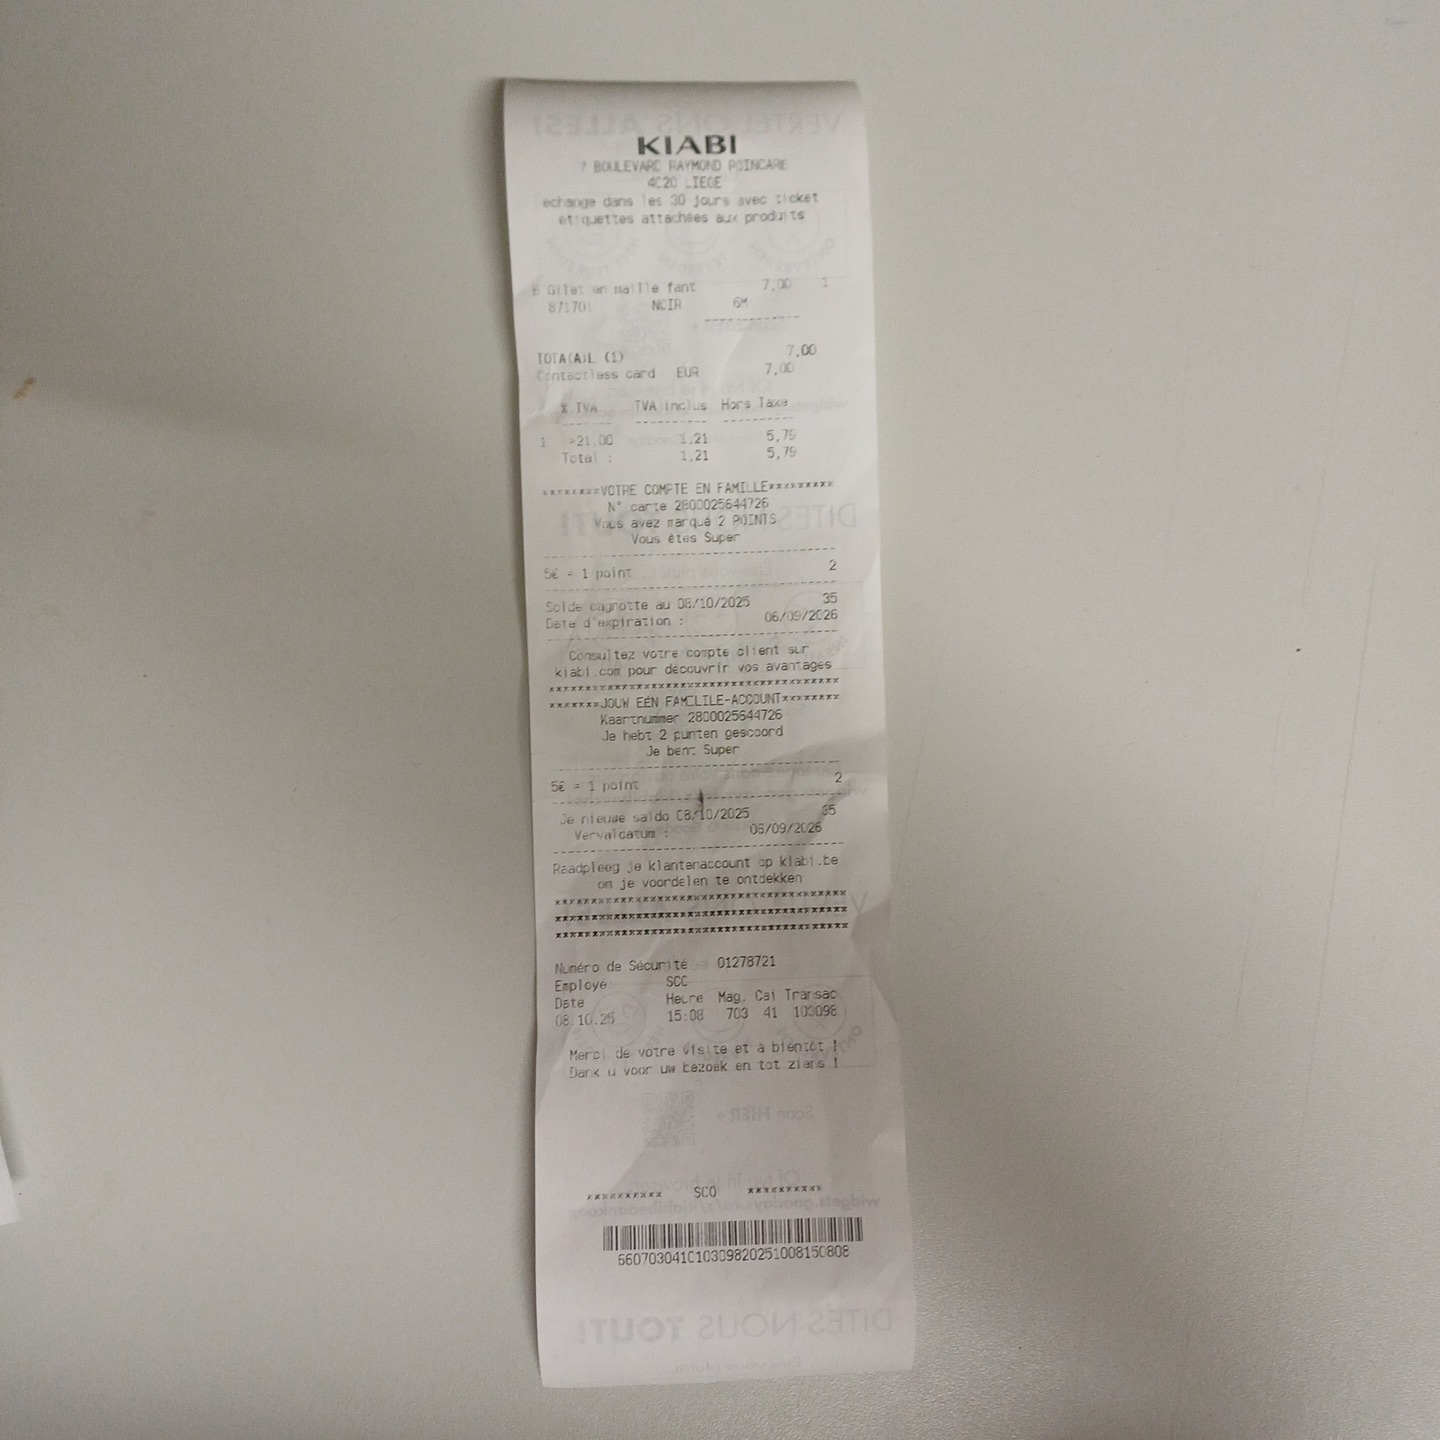 KIABI
7 BOULEVARD RAYMOND POINCARE
4020 LIEGE
echange dans les 30 jours avec ticket
étiquettes attachées aux produits
B Gilet en maille fant 7,00 1
871701 NOIR 6M
TOTA(A)L (1) 7,00
Contactless card EUR 7,00
% TVA TVA inclus Hors Taxe
1 >21.00 1,21 5,79
Total : 1,21 5,79
********VOTRE COMPTE EN FAMILLE*********
N° carte 2800025644726
Vous avez marqué 2 POINTS
Vous êtes Super
5€ = 1 point 2
Solde cagnotte au 08/10/2025 35
Date d'expiration : 06/09/2026
Consultez votre compte client sur
kiabi.com pour découvrir vos avantages
****************************************
*******JOUW EEN FAMILILE-ACCOUNT********
Kaartnummer 2800025644726
Je hebt 2 punten gescoord
Je bent Super
5€ = 1 point 2
Je nieuwe saldo 08/10/2025 35
Vervaldatum : 06/09/2026
Raadpleeg je klantenaccount op kiabi.be
om je voordelen te ontdekken
****************************************
****************************************
****************************************
Numéro de Sécurité 01278721
Employé SCO
Date Heure Mag. Cai Transac
08.10.25 15:08 703 41 103098
Merci de votre visite et à bientôt !
Dank u voor uw bezoek en tot ziens !
********** SCO **********
660703041010309820251008150808
DITES-NOUS TOUT!